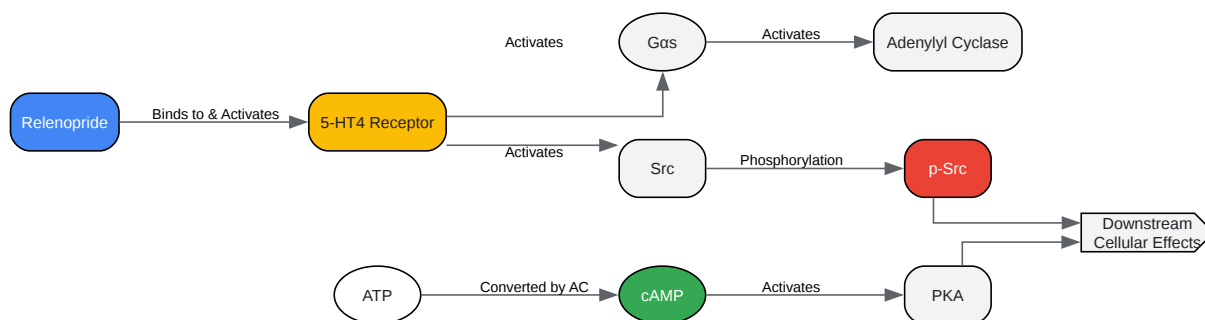 Activates
Gαs
Activates
Adenylyl Cyclase
Relenopride
Binds to & Activates
5-HT4 Receptor
Activates
Src
Phosphorylation
p-Src
Downstream
Cellular Effects
ATP
Converted by AC
cAMP
Activates
PKA